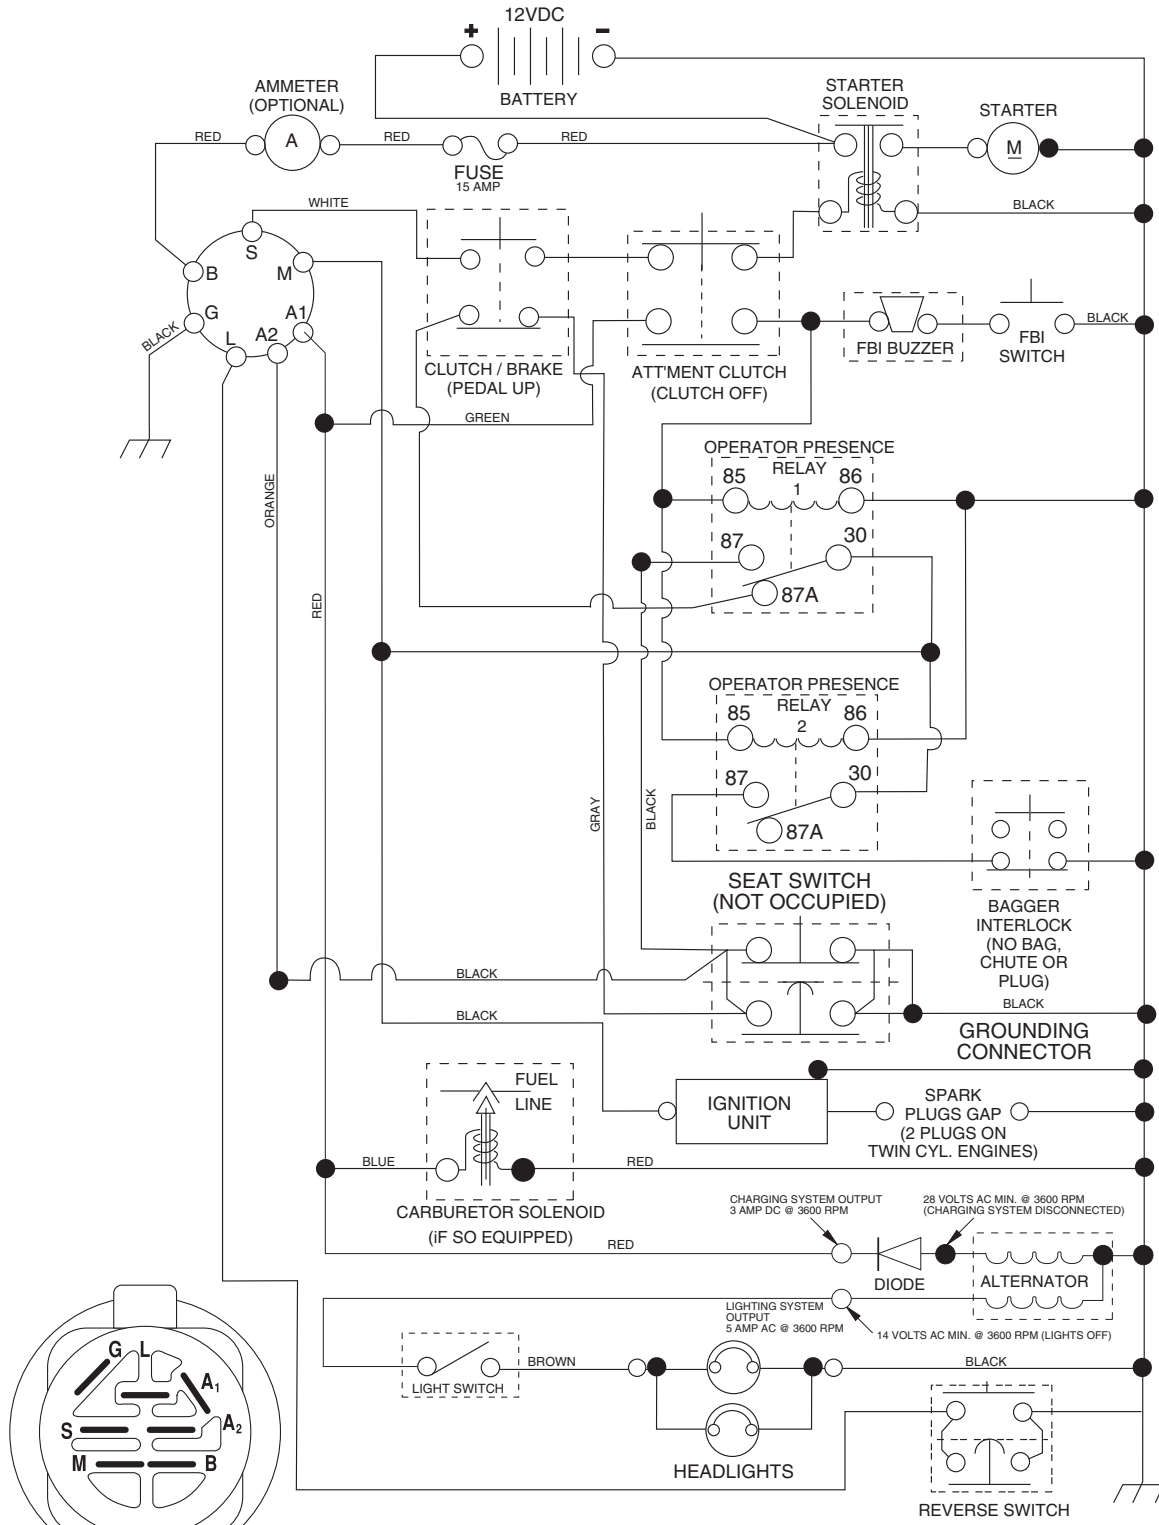 12VDC
+
−
BATTERY
AMMETER
(OPTIONAL)
STARTER
SOLENOID
STARTER
RED
A
RED
RED
FUSE
15 AMP
M
WHITE
BLACK
S
B
M
G
A1
L
A2
BLACK
CLUTCH / BRAKE
(PEDAL UP)
ATT'MENT CLUTCH
(CLUTCH OFF)
FBI BUZZER
FBI
SWITCH
BLACK
GREEN
OPERATOR PRESENCE
RELAY
1
85
86
87
30
87A
ORANGE
RED
OPERATOR PRESENCE
RELAY
2
85
86
87
30
87A
GRAY
BLACK
SEAT SWITCH
(NOT OCCUPIED)
BAGGER
INTERLOCK
(NO BAG,
CHUTE OR
PLUG)
BLACK
BLACK
BLACK
GROUNDING
CONNECTOR
FUEL
LINE
IGNITION
UNIT
SPARK
PLUGS GAP
(2 PLUGS ON
TWIN CYL. ENGINES)
BLUE
RED
CARBURETOR SOLENOID
(iF SO EQUIPPED)
CHARGING SYSTEM OUTPUT
3 AMP DC @ 3600 RPM
28 VOLTS AC MIN. @ 3600 RPM
(CHARGING SYSTEM DISCONNECTED)
RED
DIODE
ALTERNATOR
LIGHTING SYSTEM
OUTPUT
5 AMP AC @ 3600 RPM
14 VOLTS AC MIN. @ 3600 RPM (LIGHTS OFF)
LIGHT SWITCH
BROWN
BLACK
HEADLIGHTS
REVERSE SWITCH
G
L
A1
S
A2
M
B